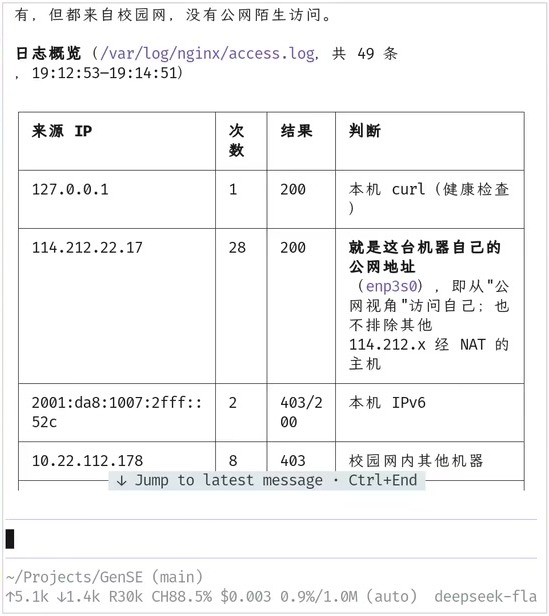 有，但都来自校园网，没有公网陌生访问。
日志概览（/var/log/nginx/access.log，共 49 条
，19:12:53—19:14:51）
来源 IP
次
数
结果
判断
127.0.0.1
1
200
本机 curl（健康检查
）
114.212.22.17
28
200
就是这台机器自己的
公网地址
（enp3s0），即从"公
网视角"访问自己；也
不排除其他
114.212.x 经 NAT 的
主机
2001:da8:1007:2fff::
52c
2
403/2
00
本机 IPv6
10.22.112.178
8
403
校园网内其他机器
↓ Jump to latest message · Ctrl+End
~/Projects/GenSE (main)
↑5.1k ↓1.4k R30k CH88.5% $0.003 0.9%/1.0M (auto)  deepseek-fla